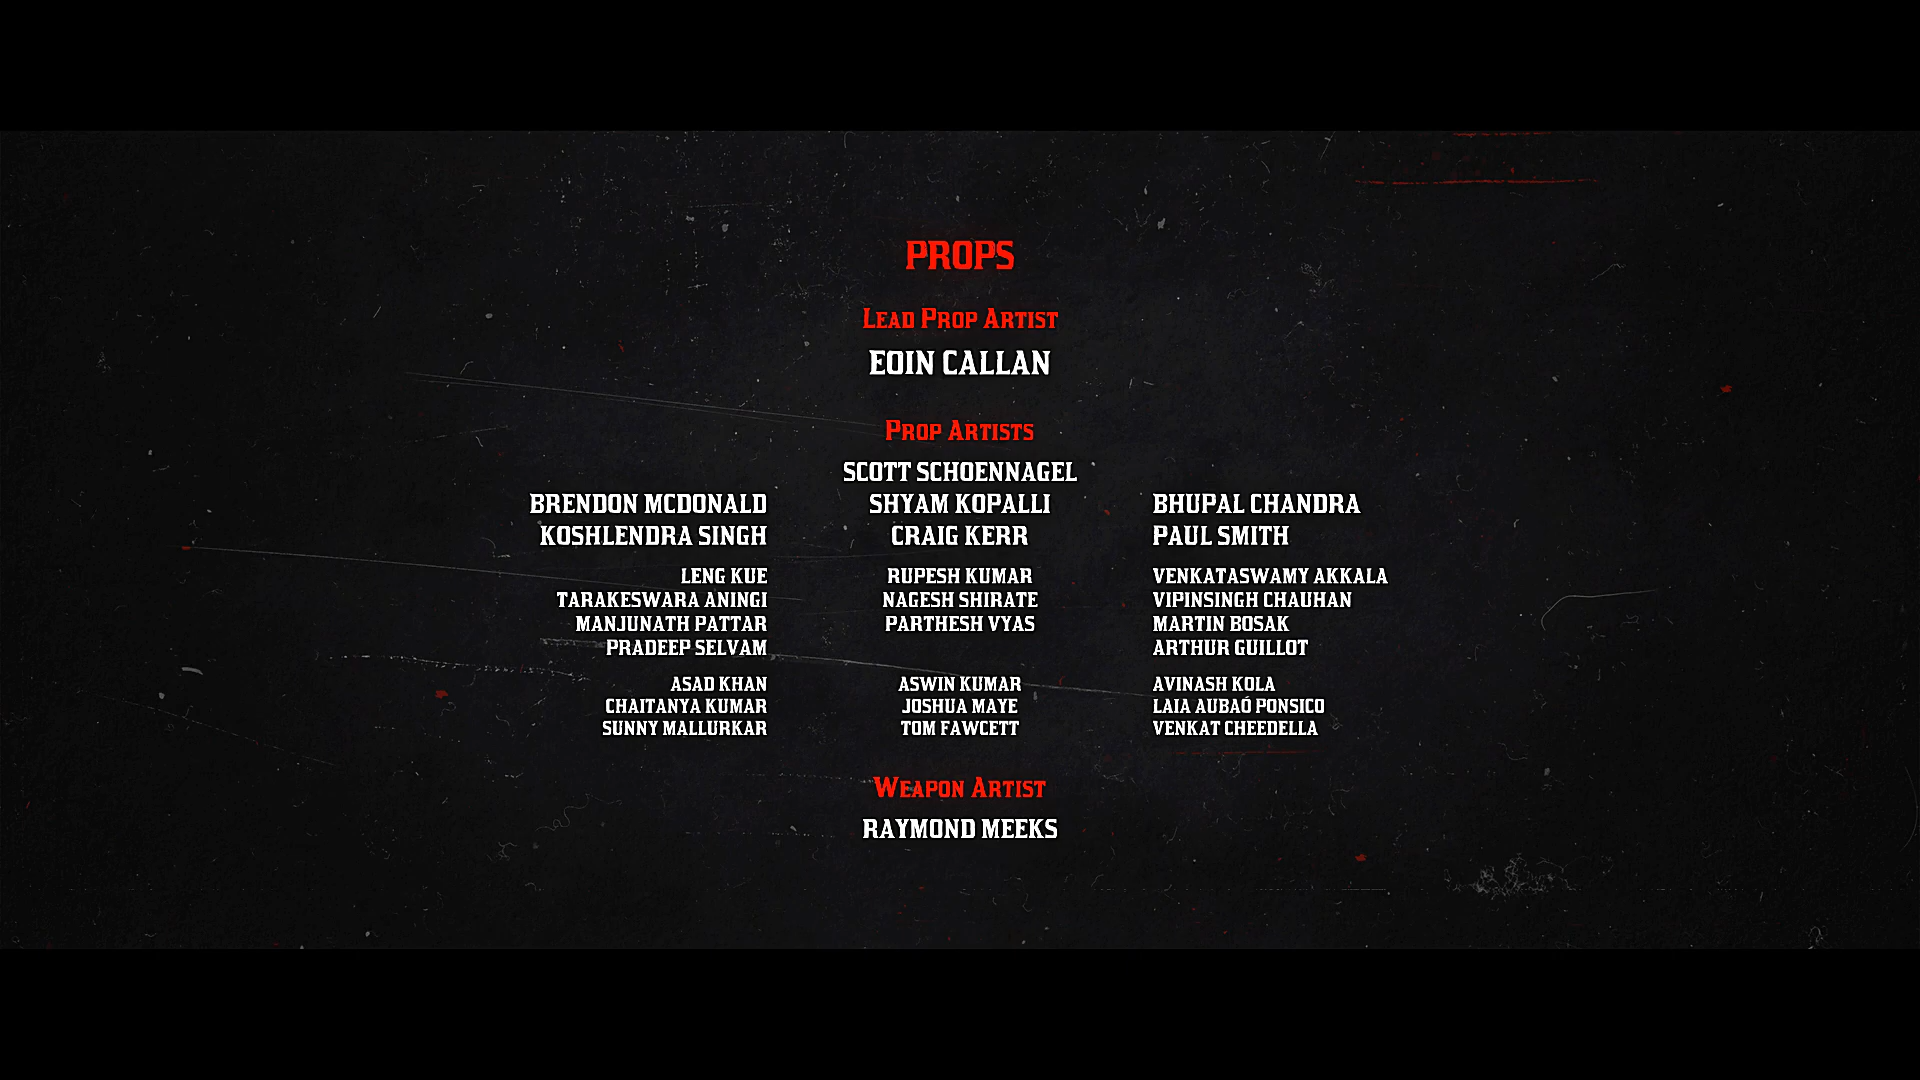 PROPS
LEAD PROP ARTIST
EOIN CALLAN
PROP ARTISTS
SCOTT SCHOENNAGEL
BRENDON MCDONALD SHYAM KOPALLI BHUPAL CHANDRA
KOSHLENDRA SINGH CRAIG KERR PAUL SMITH
LENG KUE RUPESH KUMAR VENKATASWAMY AKKALA
TARAKESWARA ANINGI NAGESH SHIRATE VIPINSINGH CHAUHAN
MANJUNATH PATTAR PARTHESH VYAS MARTIN BOSAK
PRADEEP SELVAM ARTHUR GUILLOT
ASAD KHAN ASWIN KUMAR AVINASH KOLA
CHAITANYA KUMAR JOSHUA MAYE LAIA AUBAÓ PONSICO
SUNNY MALLURKAR TOM FAWCETT VENKAT CHEEDELLA
WEAPON ARTIST
RAYMOND MEEKS